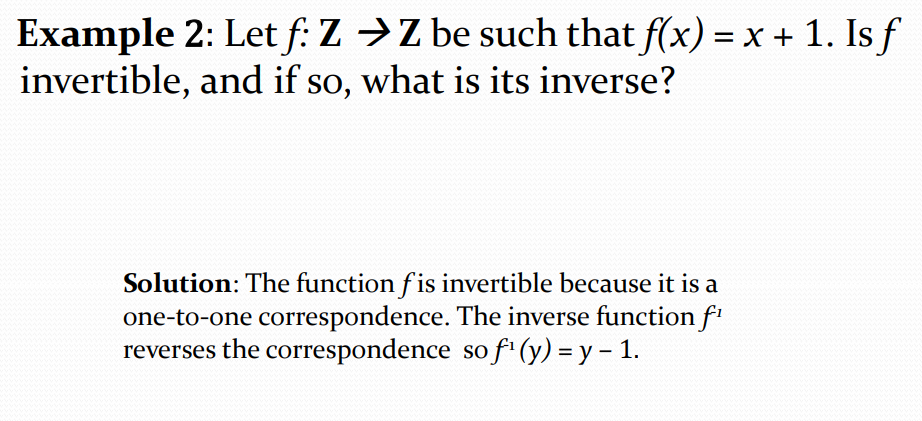 Example 2: Let f: Z → Z be such that f(x) = x + 1. Is f
invertible, and if so, what is its inverse?
Solution: The function f is invertible because it is a
one-to-one correspondence. The inverse function f⁻¹
reverses the correspondence so f⁻¹ (y) = y – 1.